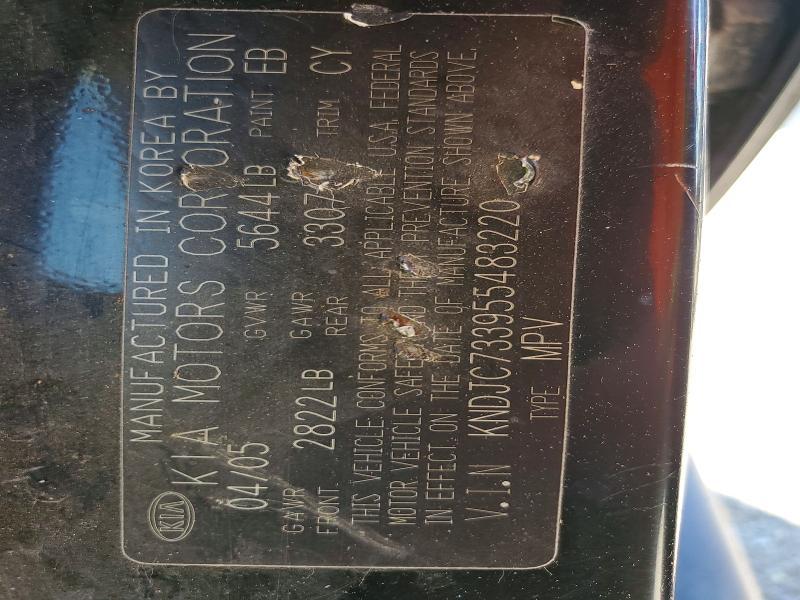 KIA
MANUFACTURED IN KOREA BY
KIA MOTORS CORPORATION
04/05 GVWR 5644LB PAINT EB
GAWR FRONT 2822LB GAWR REAR 3307 TRIM CY
THIS VEHICLE CONFORMS TO ALL APPLICABLE U.S.A. FEDERAL
MOTOR VEHICLE SAFETY AND THEFT PREVENTION STANDARDS
IN EFFECT ON THE DATE OF MANUFACTURE SHOWN ABOVE.
V.I.N KNDJC733955483220
TYPE MPV